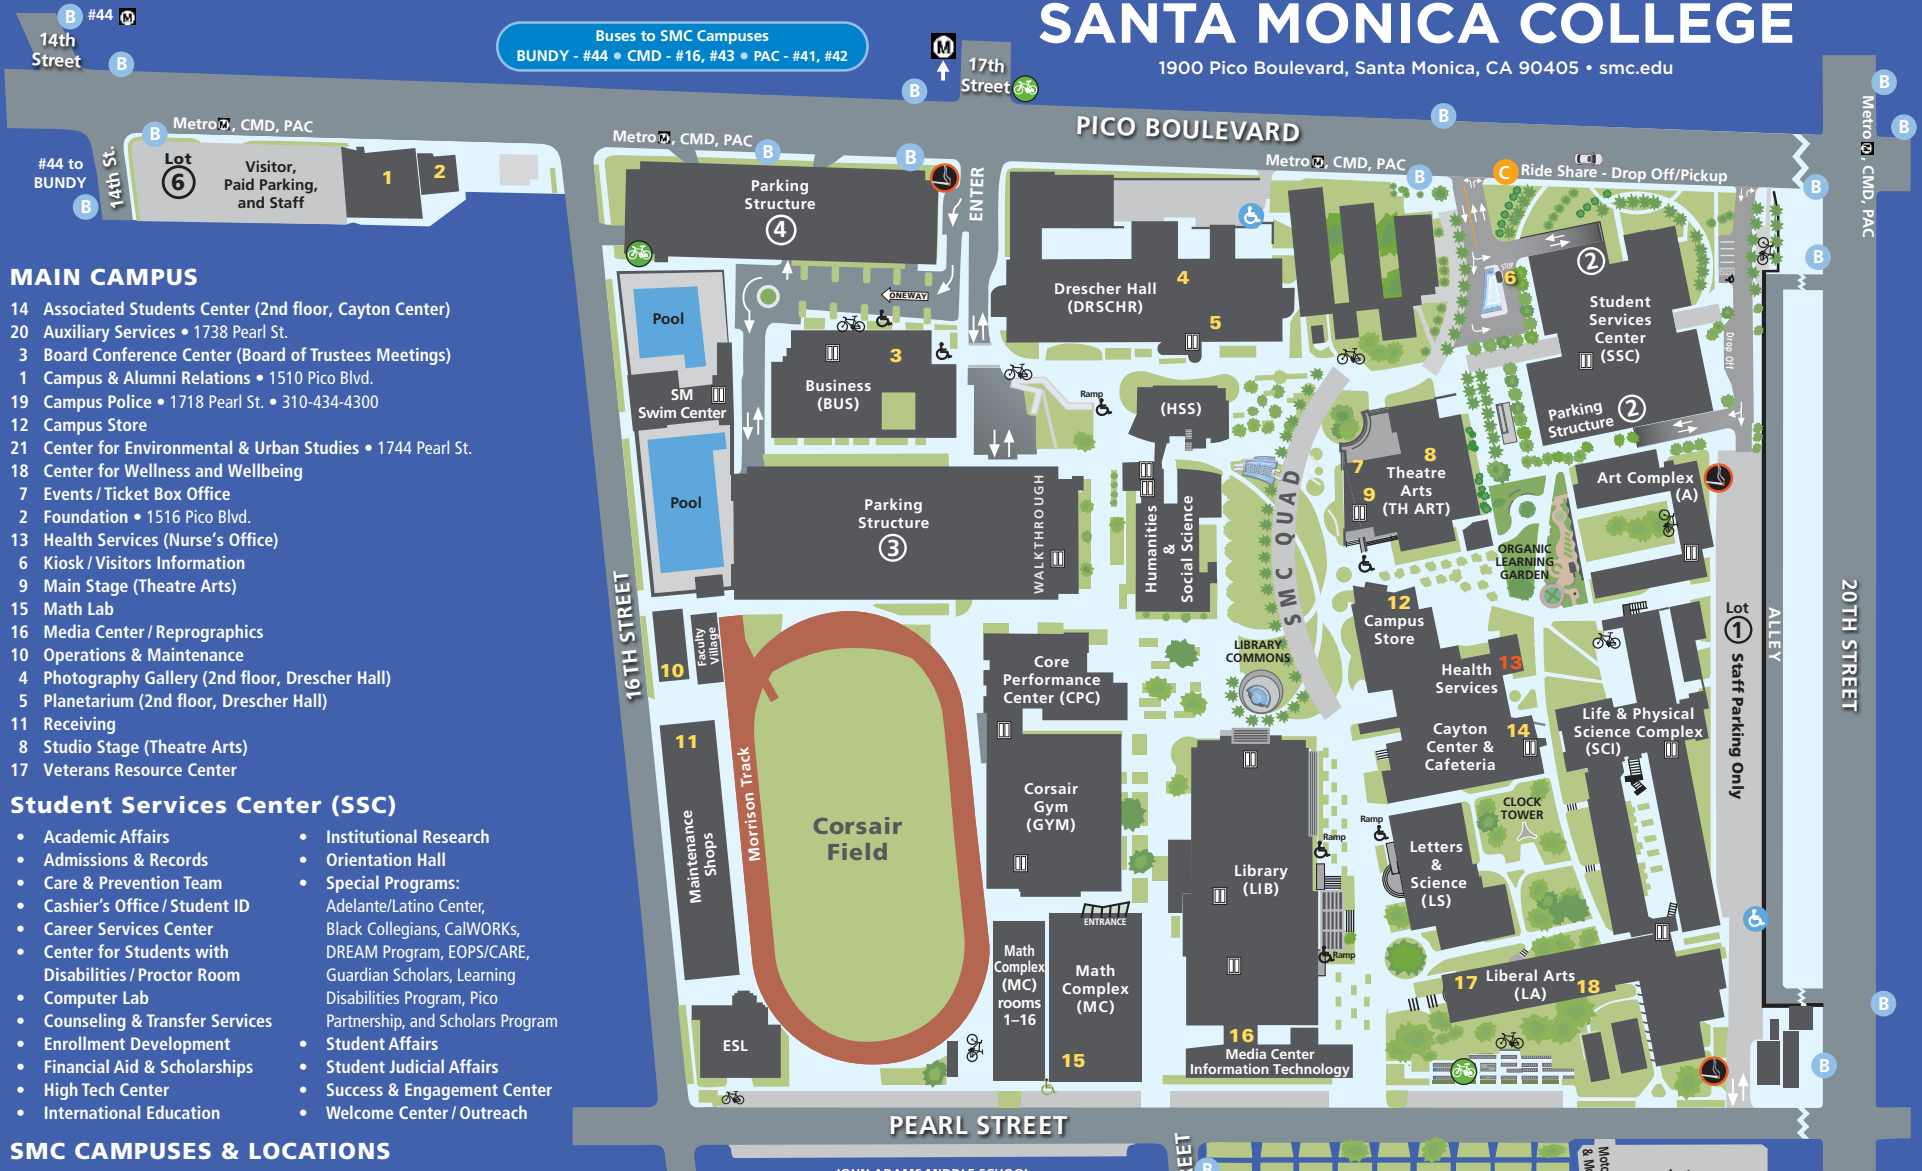 B #44 M
14th
Street
B
Buses to SMC Campuses
BUNDY - #44 • CMD - #16, #43 • PAC - #41, #42
M
17th
Street
B
SANTA MONICA COLLEGE
1900 Pico Boulevard, Santa Monica, CA 90405 • smc.edu
B
B
B
PICO BOULEVARD
B
Metro M, CMD, PAC
B
Metro M, CMD, PAC
B
B
Metro M, CMD, PAC
B
C Ride Share - Drop Off/Pickup
B
Metro M, CMD, PAC
#44 to
BUNDY
B
14th St.
Lot
6
Visitor,
Paid Parking,
and Staff
1
2
Parking
Structure
4
ENTER
ONEWAY
B
MAIN CAMPUS
14 Associated Students Center (2nd floor, Cayton Center)
20 Auxiliary Services • 1738 Pearl St.
3 Board Conference Center (Board of Trustees Meetings)
1 Campus & Alumni Relations • 1510 Pico Blvd.
19 Campus Police • 1718 Pearl St. • 310-434-4300
12 Campus Store
21 Center for Environmental & Urban Studies • 1744 Pearl St.
18 Center for Wellness and Wellbeing
7 Events / Ticket Box Office
2 Foundation • 1516 Pico Blvd.
13 Health Services (Nurse's Office)
6 Kiosk / Visitors Information
9 Main Stage (Theatre Arts)
15 Math Lab
16 Media Center / Reprographics
10 Operations & Maintenance
4 Photography Gallery (2nd floor, Drescher Hall)
5 Planetarium (2nd floor, Drescher Hall)
11 Receiving
8 Studio Stage (Theatre Arts)
17 Veterans Resource Center
Student Services Center (SSC)
• Academic Affairs
• Admissions & Records
• Care & Prevention Team
• Cashier's Office / Student ID
• Career Services Center
• Center for Students with
Disabilities / Proctor Room
• Computer Lab
• Counseling & Transfer Services
• Enrollment Development
• Financial Aid & Scholarships
• High Tech Center
• International Education
• Institutional Research
• Orientation Hall
• Special Programs:
Adelante/Latino Center,
Black Collegians, CalWORKs,
DREAM Program, EOPS/CARE,
Guardian Scholars, Learning
Disabilities Program, Pico
Partnership, and Scholars Program
• Student Affairs
• Student Judicial Affairs
• Success & Engagement Center
• Welcome Center / Outreach
SMC CAMPUSES & LOCATIONS
Pool
SM
Swim Center
Pool
3
Business
(BUS)
4
Drescher Hall
(DRSCHR)
5
6
STOP
2
Student
Services
Center
(SSC)
Parking
Structure 2
Drop Off
Ramp
(HSS)
Humanities
&
Social Science
SMC QUAD
7
8
Theatre
Arts
(TH ART)
9
Art Complex
(A)
Parking
Structure
3
WALKTHROUGH
16TH STREET
10
Faculty
Village
ORGANIC
LEARNING
GARDEN
12
Campus
Store
Lot
1
Staff Parking Only
ALLEY
20TH STREET
Core
Performance
Center (CPC)
LIBRARY
COMMONS
Health
Services
13
Cayton
Center &
Cafeteria
14
Life & Physical
Science Complex
(SCI)
11
Maintenance
Shops
Morrison Track
Corsair
Field
Corsair
Gym
(GYM)
Library
(LIB)
Ramp
Ramp
Ramp
CLOCK
TOWER
Letters
&
Science
(LS)
ENTRANCE
Math
Complex
(MC)
rooms
1–16
Math
Complex
(MC)
15
17
Liberal Arts
(LA)
18
B
ESL
16
Media Center
Information Technology
B
PEARL STREET
JOHN ADAMS MIDDLE SCHOOL
REET
B